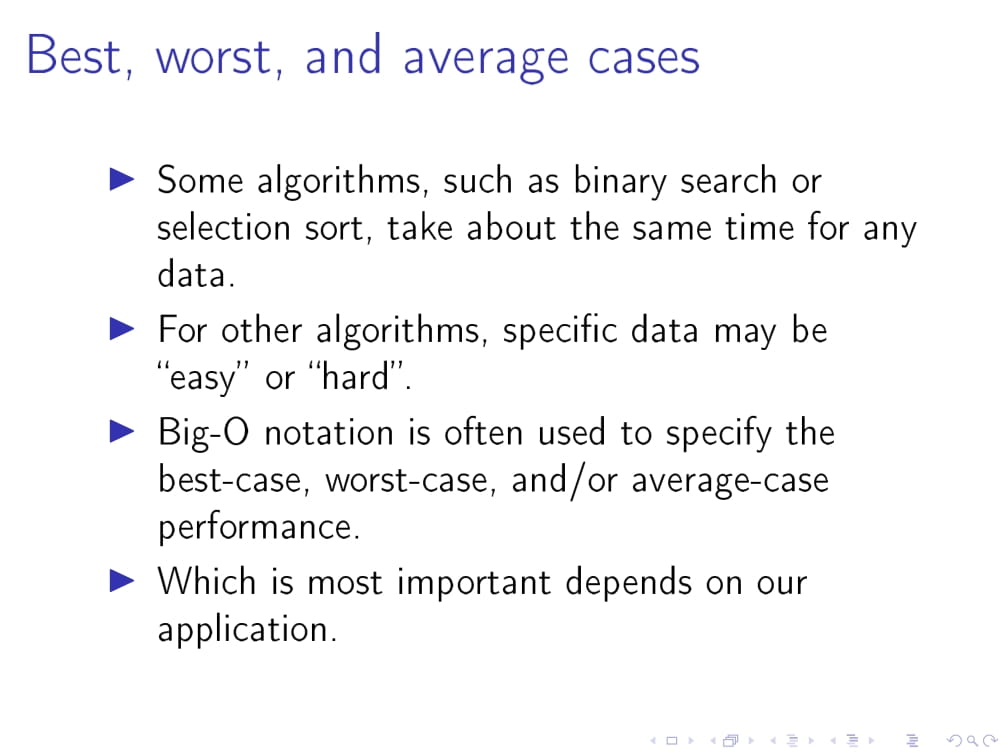 Best, worst, and average cases
Some algorithms, such as binary search or
selection sort, take about the same time for any
data.
For other algorithms, specific data may be
“easy” or “hard”.
Big-O notation is often used to specify the
best-case, worst-case, and/or average-case
performance.
Which is most important depends on our
application.